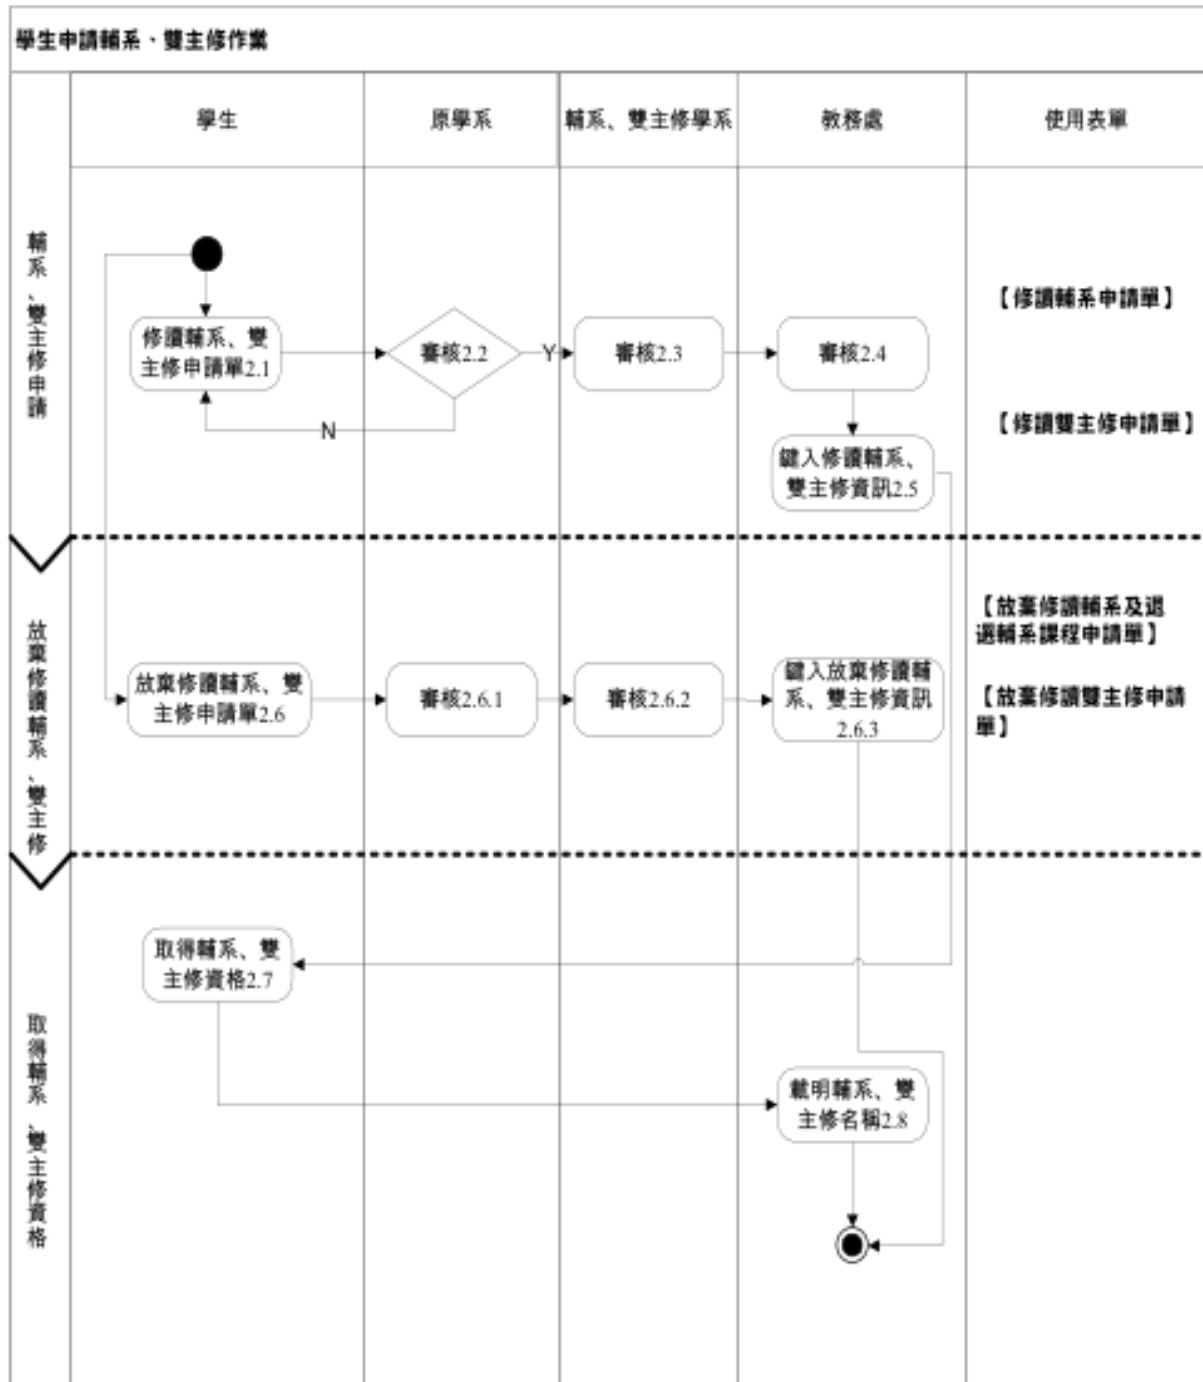 學生申請輔系、雙主修作業
學生
原學系
輔系、雙主修學系
教務處
使用表單
輔系、雙主修申請
修讀輔系、雙
主修申請單2.1
審核2.2
Y
審核2.3
審核2.4
N
鍵入修讀輔系、
雙主修資訊2.5
【修讀輔系申請單】
【修讀雙主修申請單】
放棄修讀輔系、雙主修
放棄修讀輔系、雙
主修申請單2.6
審核2.6.1
審核2.6.2
鍵入放棄修讀輔
系、雙主修資訊
2.6.3
【放棄修讀輔系及退
選輔系課程申請單】
【放棄修讀雙主修申請
單】
取得輔系、雙主修資格
取得輔系、雙
主修資格2.7
載明輔系、雙
主修名稱2.8